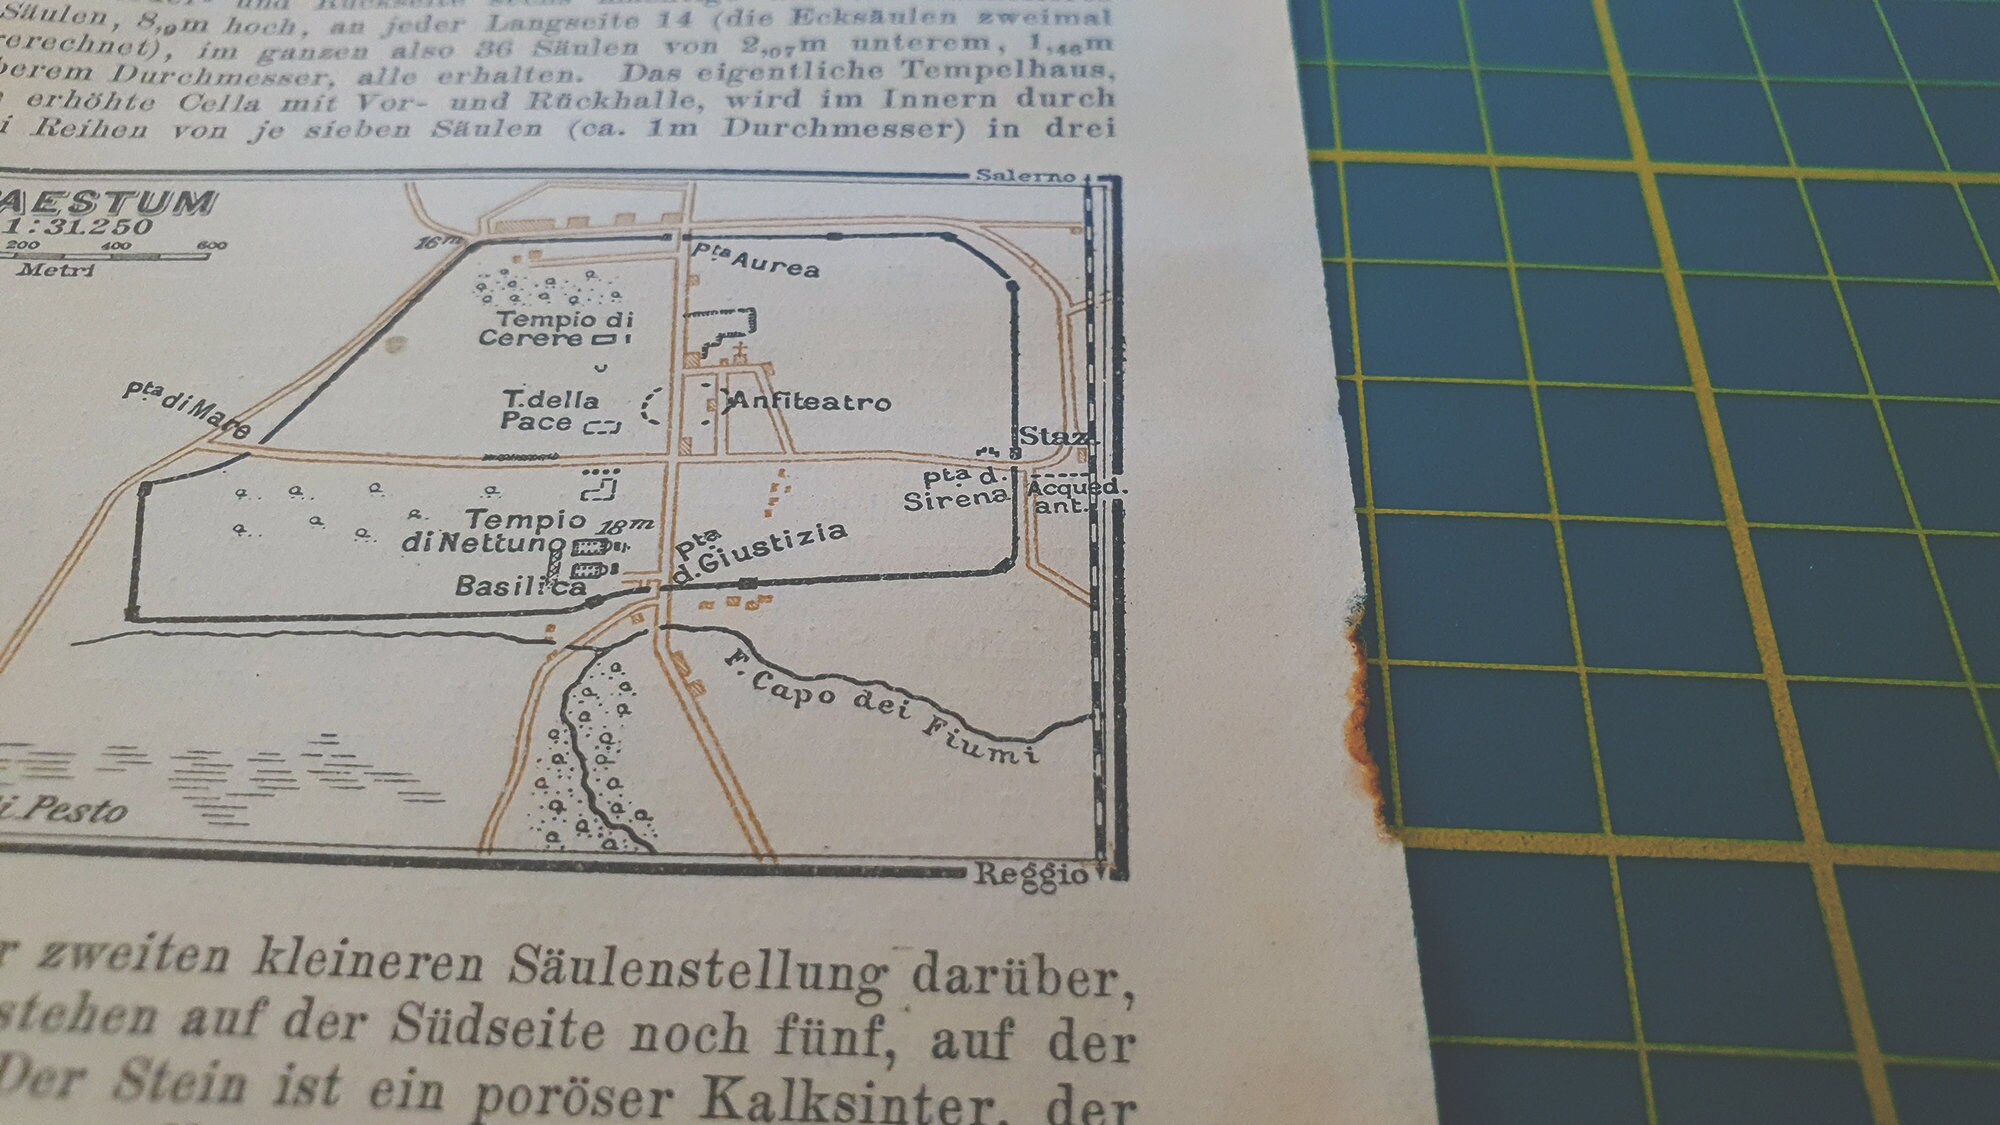 Säulen, 8,9m hoch, an jeder Langseite 14 (die Ecksäulen zweimal
gerechnet), im ganzen also 36 Säulen von 2,07m unterem, 1,46m
oberem Durchmesser, alle erhalten. Das eigentliche Tempelhaus,
erhöhte Cella mit Vor- und Rückhalle, wird im Innern durch
Reihen von je sieben Säulen (ca. 1m Durchmesser) in drei
Salerno
AESTUM
1:31.250
200 400 600
Metri
16m
Pta Aurea
Tempio di
Cerere
Pta di Mare
T. della
Pace
Anfiteatro
Staz.
Pta d.
Sirena
Acqued.
ant.
Tempio
di Nettuno
18m
Pta
d. Giustizia
Basilica
F. Capo dei Fiumi
di Pesto
Reggio
r zweiten kleineren Säulenstellung darüber,
stehen auf der Südseite noch fünf, auf der
Der Stein ist ein poröser Kalksinter, der